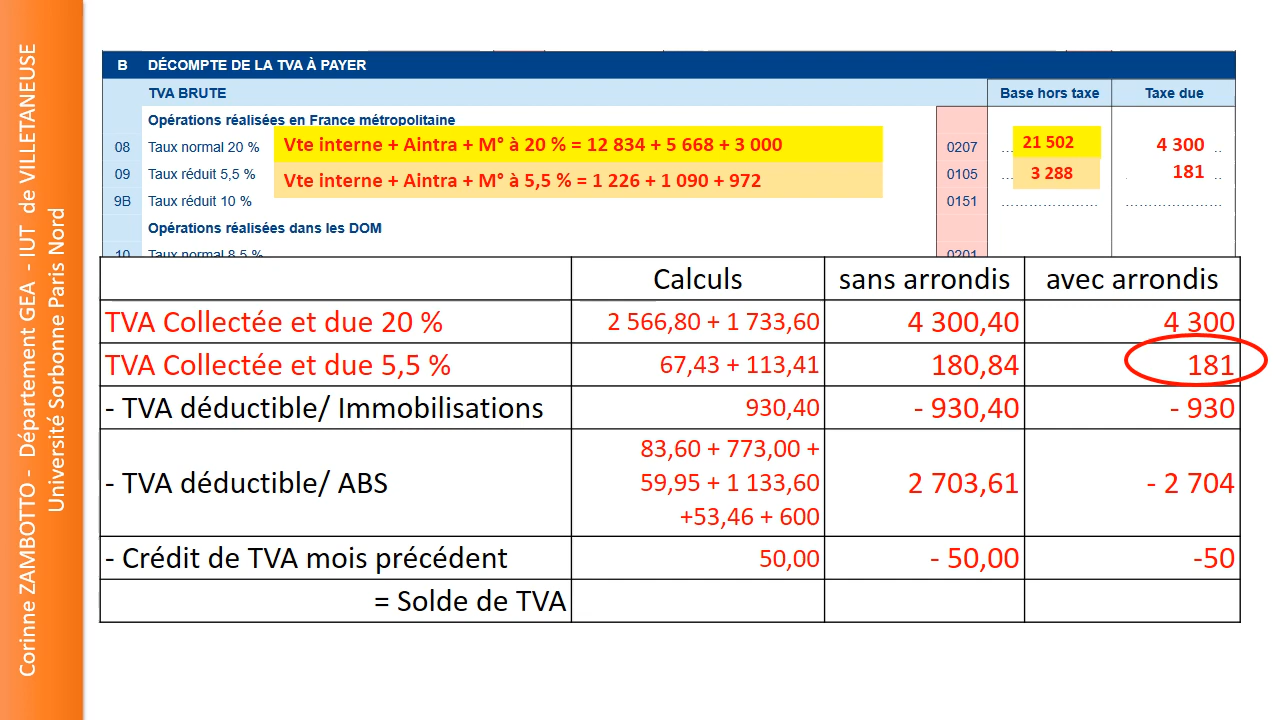 Corinne ZAMBOTTO - Département GEA - IUT de VILLETANEUSE
Université Sorbonne Paris Nord
B DÉCOMPTE DE LA TVA À PAYER
TVA BRUTE Base hors taxe Taxe due
Opérations réalisées en France métropolitaine
08 Taux normal 20 % Vte interne + Aintra + M° à 20 % = 12 834 + 5 668 + 3 000 0207 21 502 4 300
09 Taux réduit 5,5 % Vte interne + Aintra + M° à 5,5 % = 1 226 + 1 090 + 972 0105 3 288 181
9B Taux réduit 10 % 0151
Opérations réalisées dans les DOM
10 Taux normal 8,5 % 0201
Calculs sans arrondis avec arrondis
TVA Collectée et due 20 % 2 566,80 + 1 733,60 4 300,40 4 300
TVA Collectée et due 5,5 % 67,43 + 113,41 180,84 181
- TVA déductible/ Immobilisations 930,40 - 930,40 - 930
83,60 + 773,00 +
- TVA déductible/ ABS 59,95 + 1 133,60 2 703,61 - 2 704
+53,46 + 600
- Crédit de TVA mois précédent 50,00 - 50,00 -50
= Solde de TVA